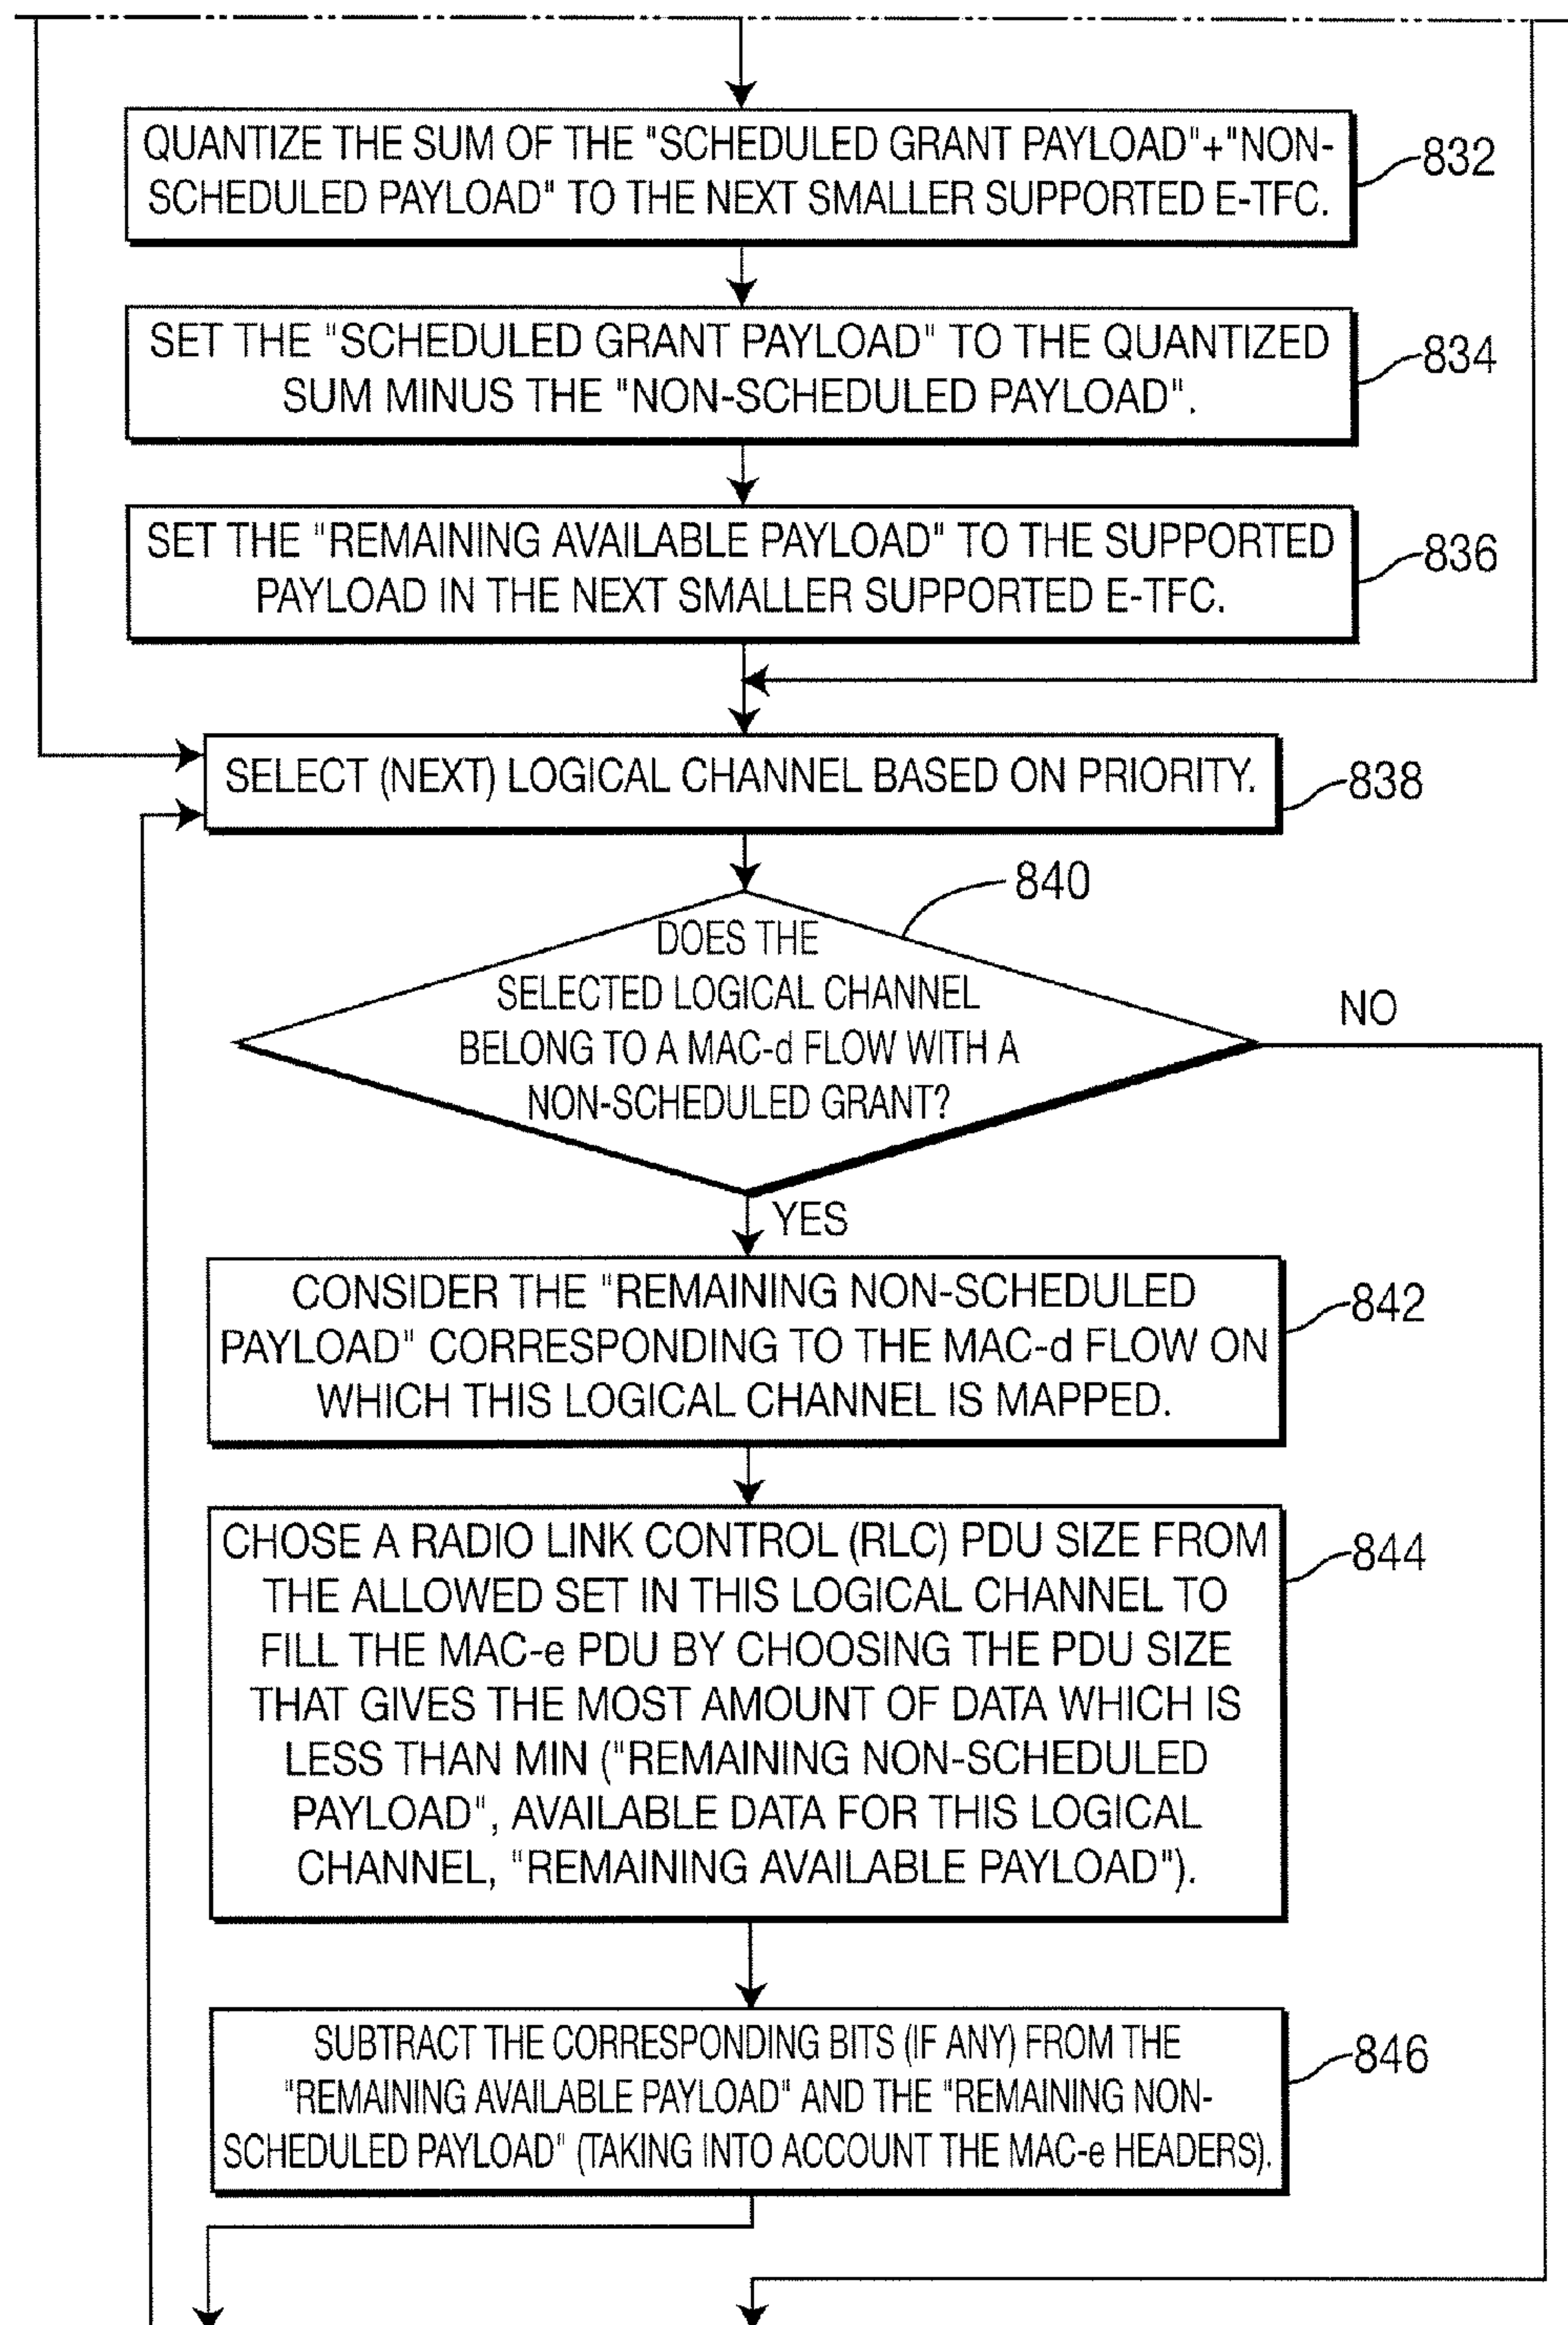 QUANTIZE THE SUM OF THE "SCHEDULED GRANT PAYLOAD"+"NON-
SCHEDULED PAYLOAD" TO THE NEXT SMALLER SUPPORTED E-TFC.
832
SET THE "SCHEDULED GRANT PAYLOAD" TO THE QUANTIZED
SUM MINUS THE "NON-SCHEDULED PAYLOAD".
834
SET THE "REMAINING AVAILABLE PAYLOAD" TO THE SUPPORTED
PAYLOAD IN THE NEXT SMALLER SUPPORTED E-TFC.
836
SELECT (NEXT) LOGICAL CHANNEL BASED ON PRIORITY.
838
840
DOES THE
SELECTED LOGICAL CHANNEL
BELONG TO A MAC-d FLOW WITH A
NON-SCHEDULED GRANT?
NO
YES
CONSIDER THE "REMAINING NON-SCHEDULED
PAYLOAD" CORRESPONDING TO THE MAC-d FLOW ON
WHICH THIS LOGICAL CHANNEL IS MAPPED.
842
CHOSE A RADIO LINK CONTROL (RLC) PDU SIZE FROM
THE ALLOWED SET IN THIS LOGICAL CHANNEL TO
FILL THE MAC-e PDU BY CHOOSING THE PDU SIZE
THAT GIVES THE MOST AMOUNT OF DATA WHICH IS
LESS THAN MIN ("REMAINING NON-SCHEDULED
PAYLOAD", AVAILABLE DATA FOR THIS LOGICAL
CHANNEL, "REMAINING AVAILABLE PAYLOAD").
844
SUBTRACT THE CORRESPONDING BITS (IF ANY) FROM THE
"REMAINING AVAILABLE PAYLOAD" AND THE "REMAINING NON-
SCHEDULED PAYLOAD" (TAKING INTO ACCOUNT THE MAC-e HEADERS).
846